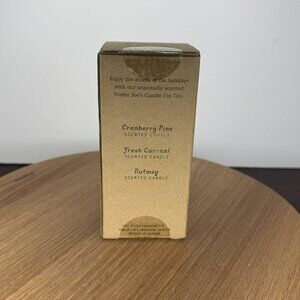 Enjoy the scents of the holidays
with our seasonally scented
Trader Joe's Candle Tin Trio.
Cranberry Pine
SCENTED CANDLE
Fresh Currant
SCENTED CANDLE
Nutmeg
SCENTED CANDLE